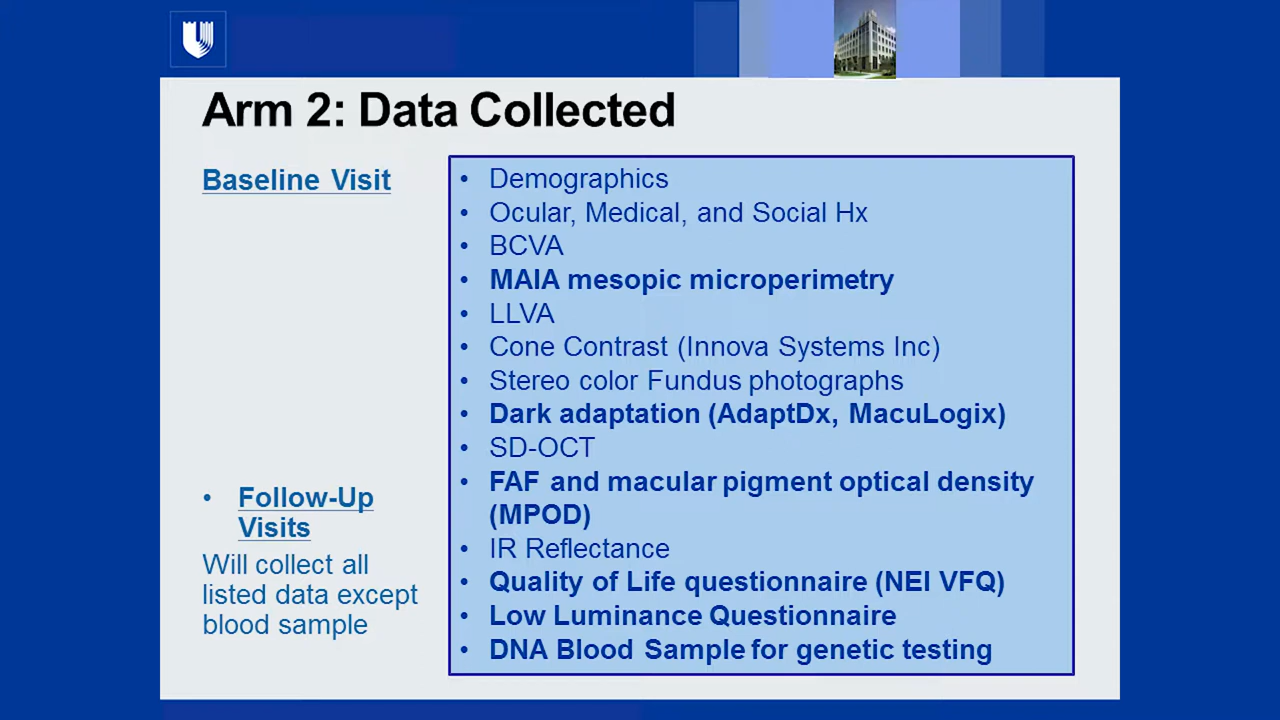 Arm 2: Data Collected
Baseline Visit
• Demographics
• Ocular, Medical, and Social Hx
• BCVA
• MAIA mesopic microperimetry
• LLVA
• Cone Contrast (Innova Systems Inc)
• Stereo color Fundus photographs
• Dark adaptation (AdaptDx, MacuLogix)
• SD-OCT
• FAF and macular pigment optical density
(MPOD)
• IR Reflectance
• Quality of Life questionnaire (NEI VFQ)
• Low Luminance Questionnaire
• DNA Blood Sample for genetic testing
• Follow-Up
Visits
Will collect all
listed data except
blood sample